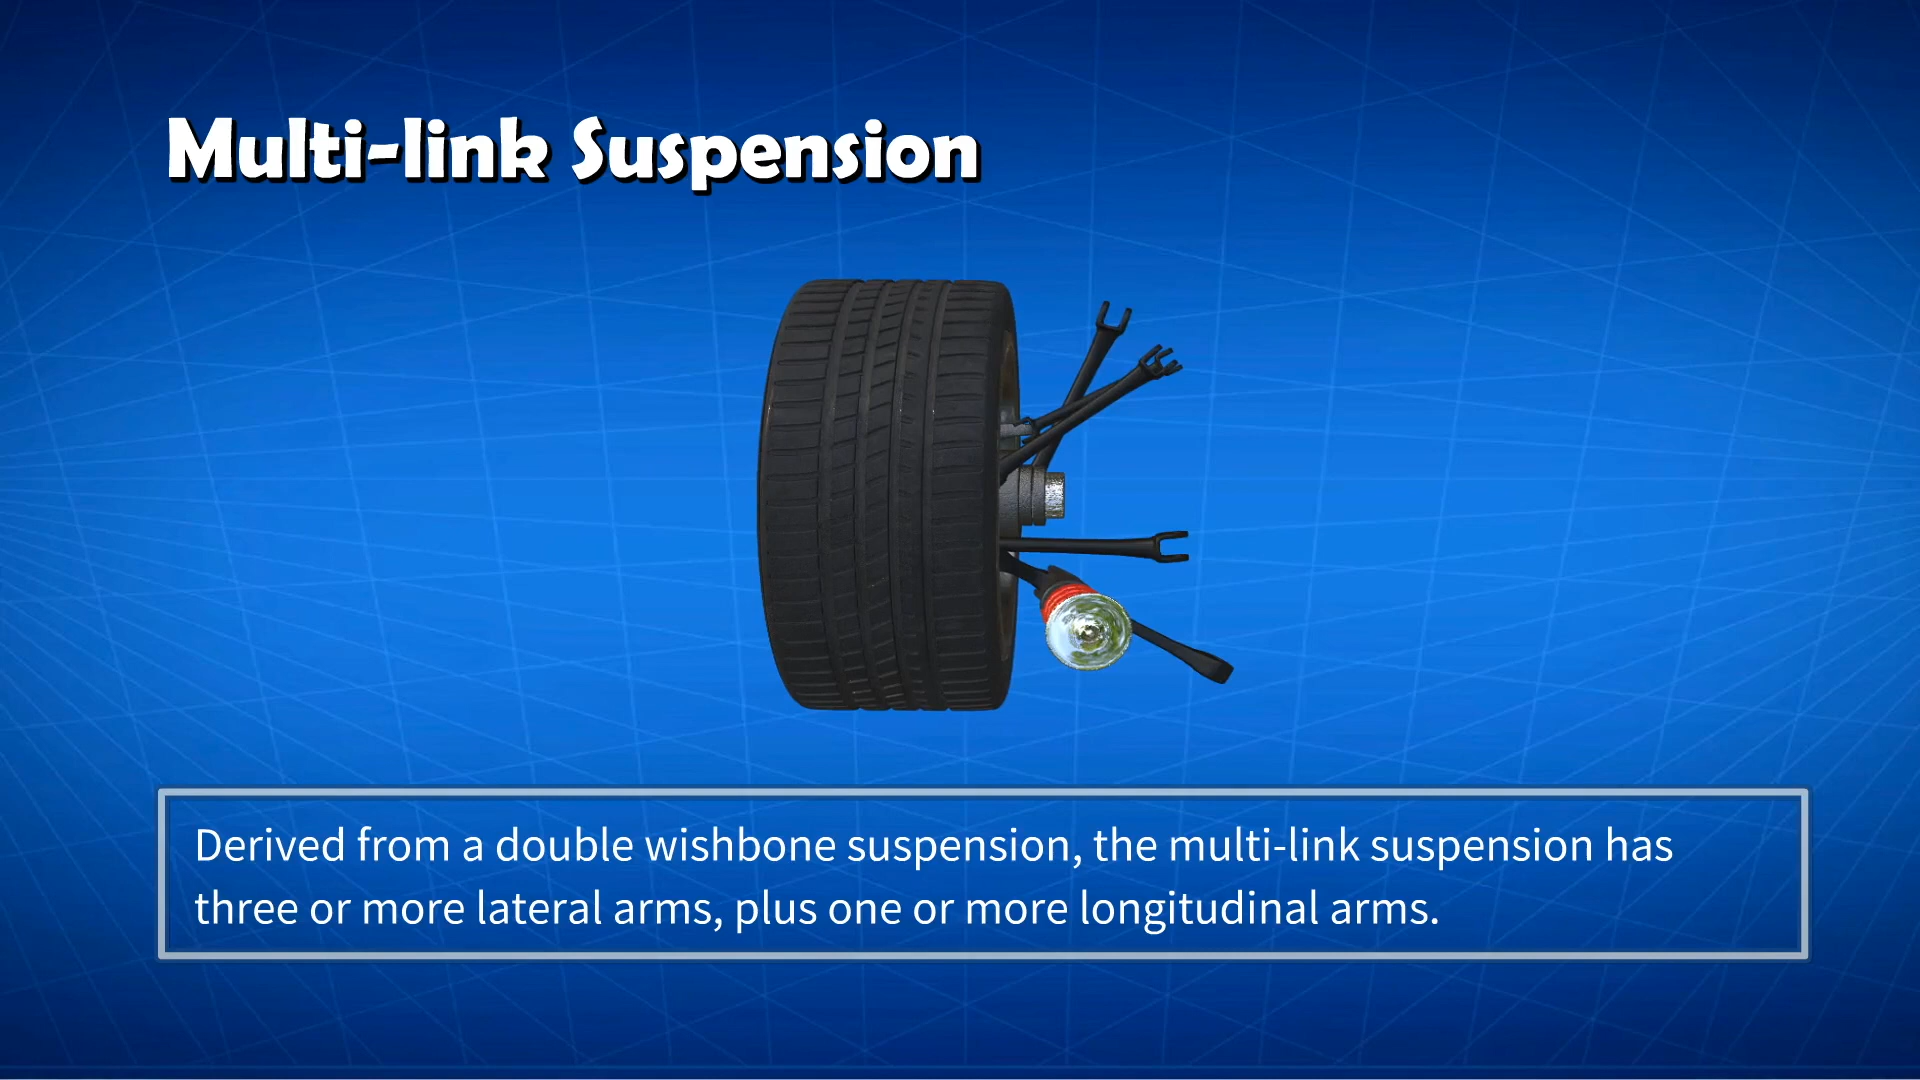 Multi-link Suspension
Derived from a double wishbone suspension, the multi-link suspension has
three or more lateral arms, plus one or more longitudinal arms.